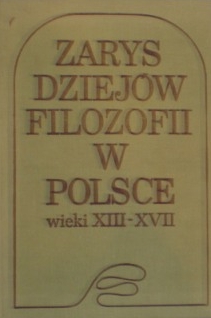 ZARYS
DZIEJÓW
FILOZOFII
W
POLSCE
wieki XIII-XVII